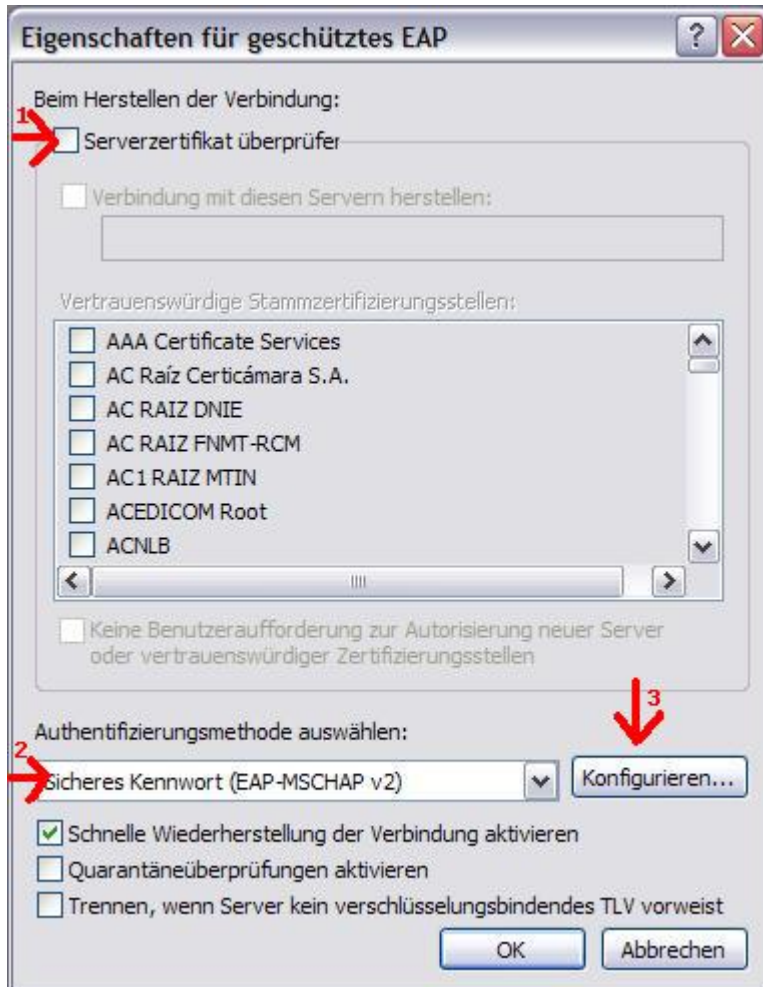 Eigenschaften für geschütztes EAP
Beim Herstellen der Verbindung:
1
Serverzertifikat überprüfer
Verbindung mit diesen Servern herstellen:
Vertrauenswürdige Stammzertifizierungsstellen:
AAA Certificate Services
AC Raíz Certicámara S.A.
AC RAIZ DNIE
AC RAIZ FNMT-RCM
AC1 RAIZ MTIN
ACEDICOM Root
ACNLB
Keine Benutzeraufforderung zur Autorisierung neuer Server
oder vertrauenswürdiger Zertifizierungsstellen
3
Authentifizierungsmethode auswählen:
2
Sicheres Kennwort (EAP-MSCHAP v2)
Konfigurieren...
Schnelle Wiederherstellung der Verbindung aktivieren
Quarantäneüberprüfungen aktivieren
Trennen, wenn Server kein verschlüsselungsbindendes TLV vorweist
OK
Abbrechen